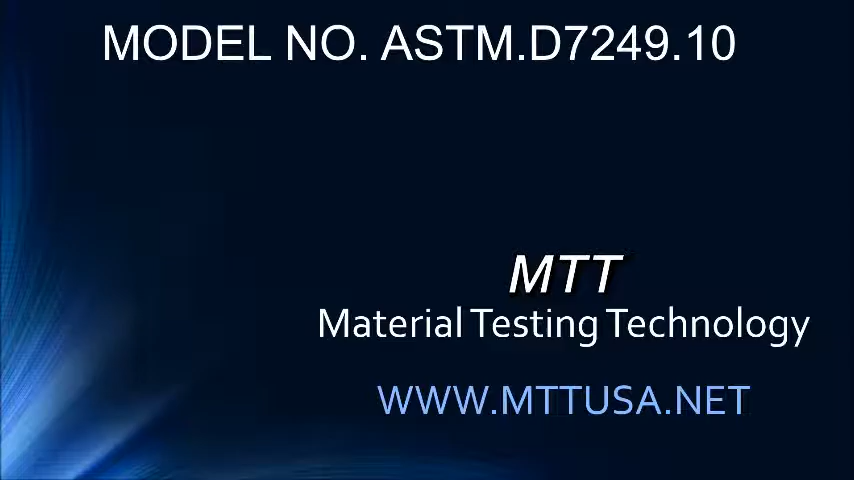 MODEL NO. ASTM.D7249.10
MTT
Material Testing Technology
WWW.MTTUSA.NET